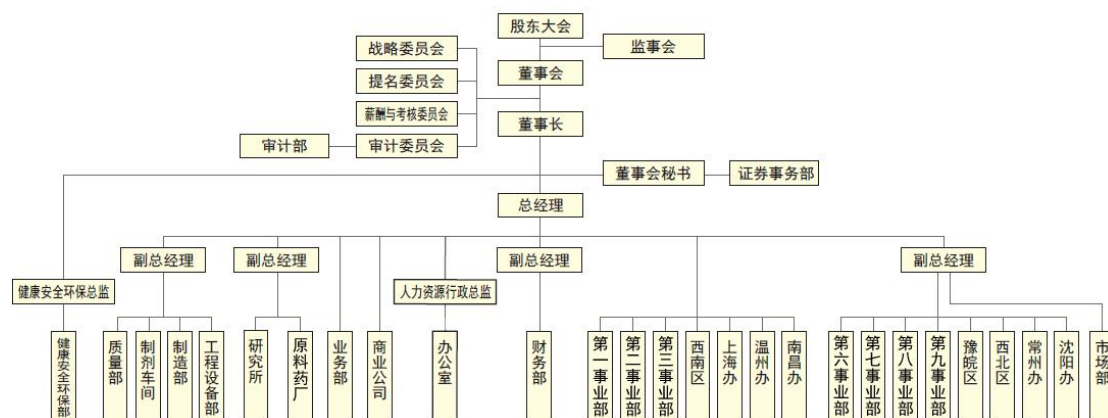 股东大会
监事会
战略委员会
董事会
提名委员会
薪酬与考核委员会
董事长
审计部
审计委员会
董事会秘书
证券事务部
总经理
副总经理
副总经理
副总经理
副总经理
健康安全环保总监
人力资源行政总监
健康安全环保部
质量部
制剂车间
制造部
工程设备部
研究所
原料药厂
业务部
商业公司
办公室
财务部
第一事业部
第二事业部
第三事业部
西南区
上海办
温州办
南昌办
第六事业部
第七事业部
第八事业部
第九事业部
豫皖区
西北区
常州办
沈阳办
市场部